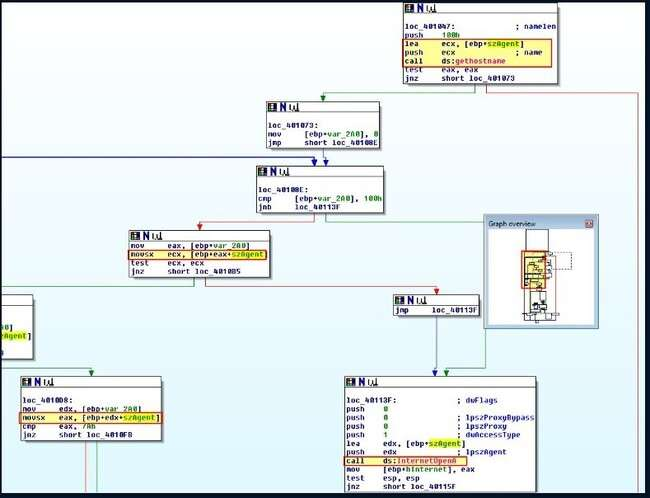 loc_401047: ; namelen
push 100h
lea ecx, [ebp+szAgent]
push ecx ; name
call ds:gethostname
test eax, eax
jnz short loc_401073
loc_401073:
mov [ebp+var_2A0], 0
jmp short loc_40108E
loc_40108E:
cmp [ebp+var_2A0], 100h
jnb loc_40113F
Graph overview
mov eax, [ebp+var_2A0]
movsx ecx, [ebp+eax+szAgent]
test ecx, ecx
jnz short loc_4010B5
jmp loc_40113F
A0]
eAgent]
loc_4010D8:
mov edx, [ebp+var_2A0]
movsx eax, [ebp+edx+szAgent]
cmp eax, 7Ah
jnz short loc_4010FB
loc_40113F: ; dwFlags
push 0
push 0 ; lpszProxyBypass
push 0 ; lpszProxy
push 1 ; dwAccessType
lea edx, [ebp+szAgent]
push edx ; lpszAgent
call ds:InternetOpenA
mov [ebp+hInternet], eax
test esp, esp
jnz short loc_40115F